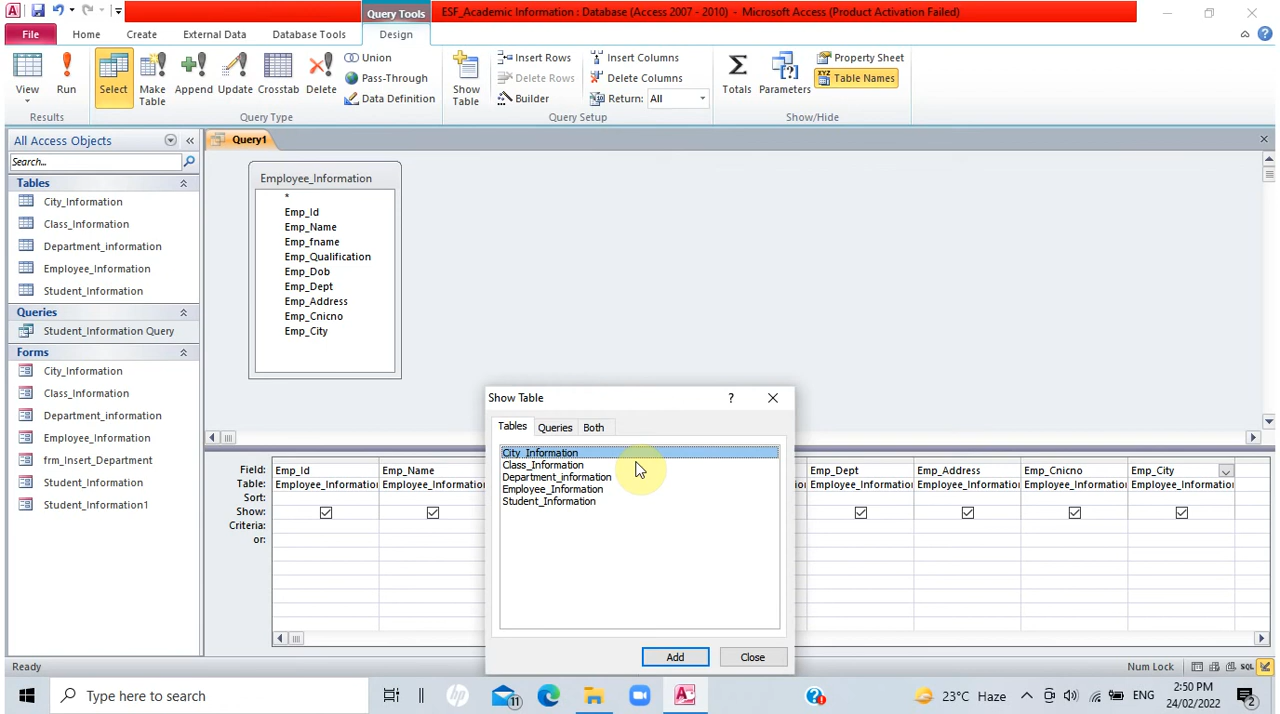 Query Tools
ESF_Academic Information : Database (Access 2007 - 2010) - Microsoft Access (Product Activation Failed)
File
Home
Create
External Data
Database Tools
Design
View
Run
Select
Make Table
Append
Update
Crosstab
Delete
Union
Pass-Through
Data Definition
Show Table
Insert Rows
Delete Rows
Builder
Insert Columns
Delete Columns
Return: All
Totals
Parameters
Property Sheet
Table Names
Results
Query Type
Query Setup
Show/Hide
All Access Objects
Search...
Tables
City_Information
Class_Information
Department_information
Employee_Information
Student_Information
Queries
Student_Information Query
Forms
City_Information
Class_Information
Department_information
Employee_Information
frm_Insert_Department
Student_Information
Student_Information1
Query1
Employee_Information
*
Emp_Id
Emp_Name
Emp_fname
Emp_Qualification
Emp_Dob
Emp_Dept
Emp_Address
Emp_Cnicno
Emp_City
Show Table
Tables
Queries
Both
City_Information
Class_Information
Department_information
Employee_Information
Student_Information
Add
Close
Field: Emp_Id Emp_Name Emp_Dept Emp_Address Emp_Cnicno Emp_City
Table: Employee_Information Employee_Information Employee_Information Employee_Information Employee_Information Employee_Information
Sort:
Show:
Criteria:
or:
Ready
Num Lock
SQL
Type here to search
11
23°C Haze
ENG
2:50 PM
24/02/2022
2